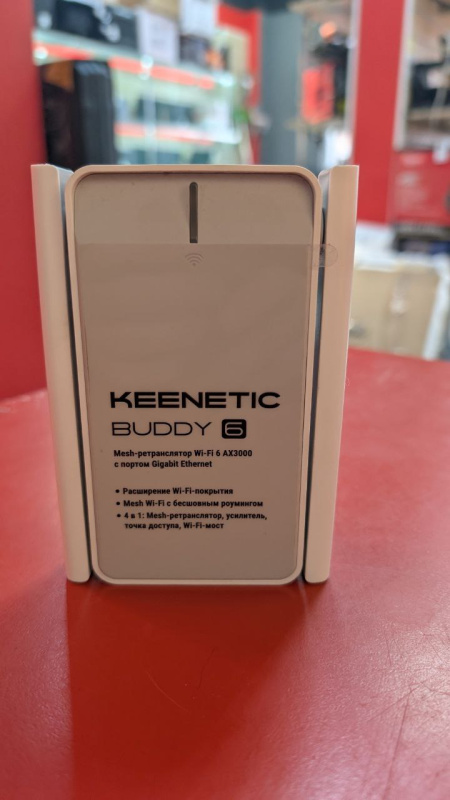 KEENETIC
BUDDY 6
Mesh-ретранслятор Wi-Fi 6 AX3000
с портом Gigabit Ethernet
• Расширение Wi-Fi-покрытия
• Mesh Wi-Fi с бесшовным роумингом
• 4 в 1: Mesh-ретранслятор, усилитель,
точка доступа, Wi-Fi-мост